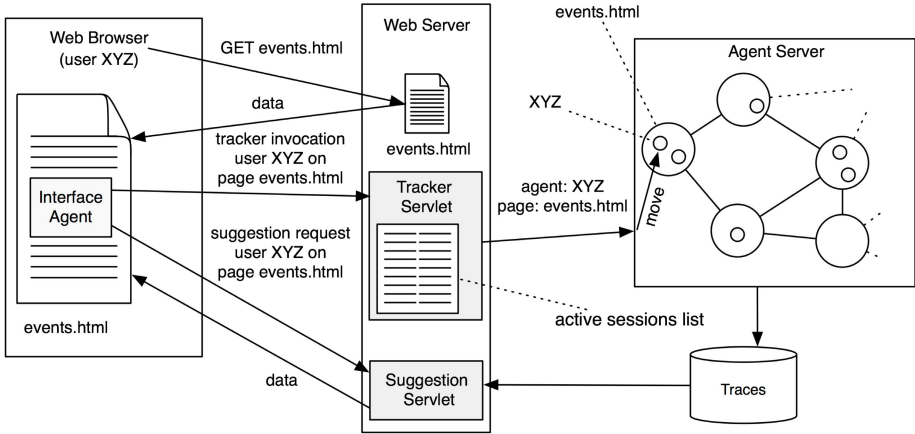 Web Browser
(user XYZ)
Interface
Agent
events.html
GET events.html
data
tracker invocation
user XYZ on
page events.html
suggestion request
user XYZ on
page events.html
data
Web Server
events.html
Tracker
Servlet
Suggestion
Servlet
agent: XYZ
page: events.html
active sessions list
events.html
XYZ
Agent Server
move
Traces